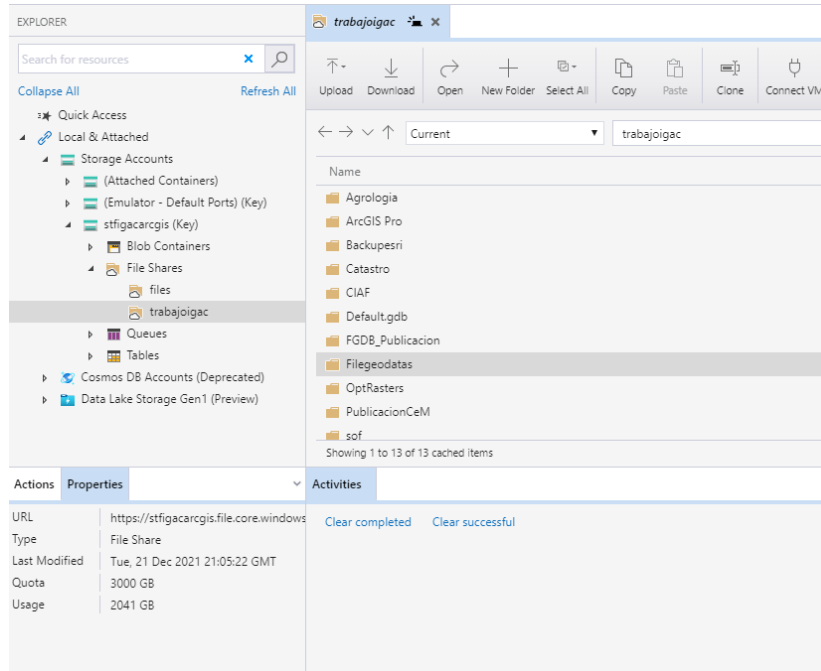 EXPLORER
Search for resources
Collapse All Refresh All
Quick Access
Local & Attached
Storage Accounts
(Attached Containers)
(Emulator - Default Ports) (Key)
stfigacarcgis (Key)
Blob Containers
File Shares
files
trabajoigac
Queues
Tables
Cosmos DB Accounts (Deprecated)
Data Lake Storage Gen1 (Preview)
trabajoigac
Upload Download Open New Folder Select All Copy Paste Clone Connect VM
Current trabajoigac
Name
Agrologia
ArcGIS Pro
Backupesri
Catastro
CIAF
Default.gdb
FGDB_Publicacion
Filegeodatas
OptRasters
PublicacionCeM
sof
Showing 1 to 13 of 13 cached items
Actions Properties
URL https://stfigacarcgis.file.core.windows
Type File Share
Last Modified Tue, 21 Dec 2021 21:05:22 GMT
Quota 3000 GB
Usage 2041 GB
Activities
Clear completed Clear successful